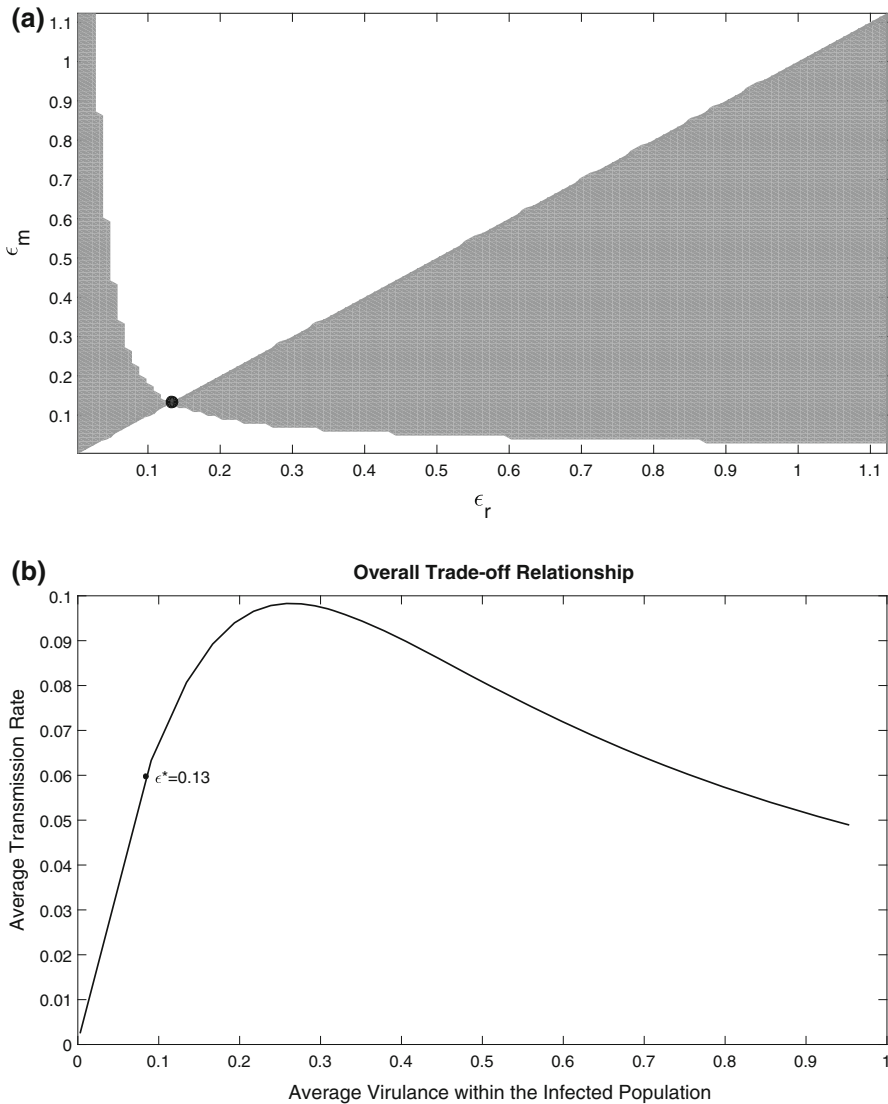 (a)
1.1
1
0.9
0.8
0.7
0.6
0.5
0.4
0.3
0.2
0.1
ϵm
0.1 0.2 0.3 0.4 0.5 0.6 0.7 0.8 0.9 1 1.1
ϵr
(b)
Overall Trade-off Relationship
0.1
0.09
0.08
0.07
0.06
0.05
0.04
0.03
0.02
0.01
0
Average Transmission Rate
ϵ*=0.13
0 0.1 0.2 0.3 0.4 0.5 0.6 0.7 0.8 0.9 1
Average Virulance within the Infected Population